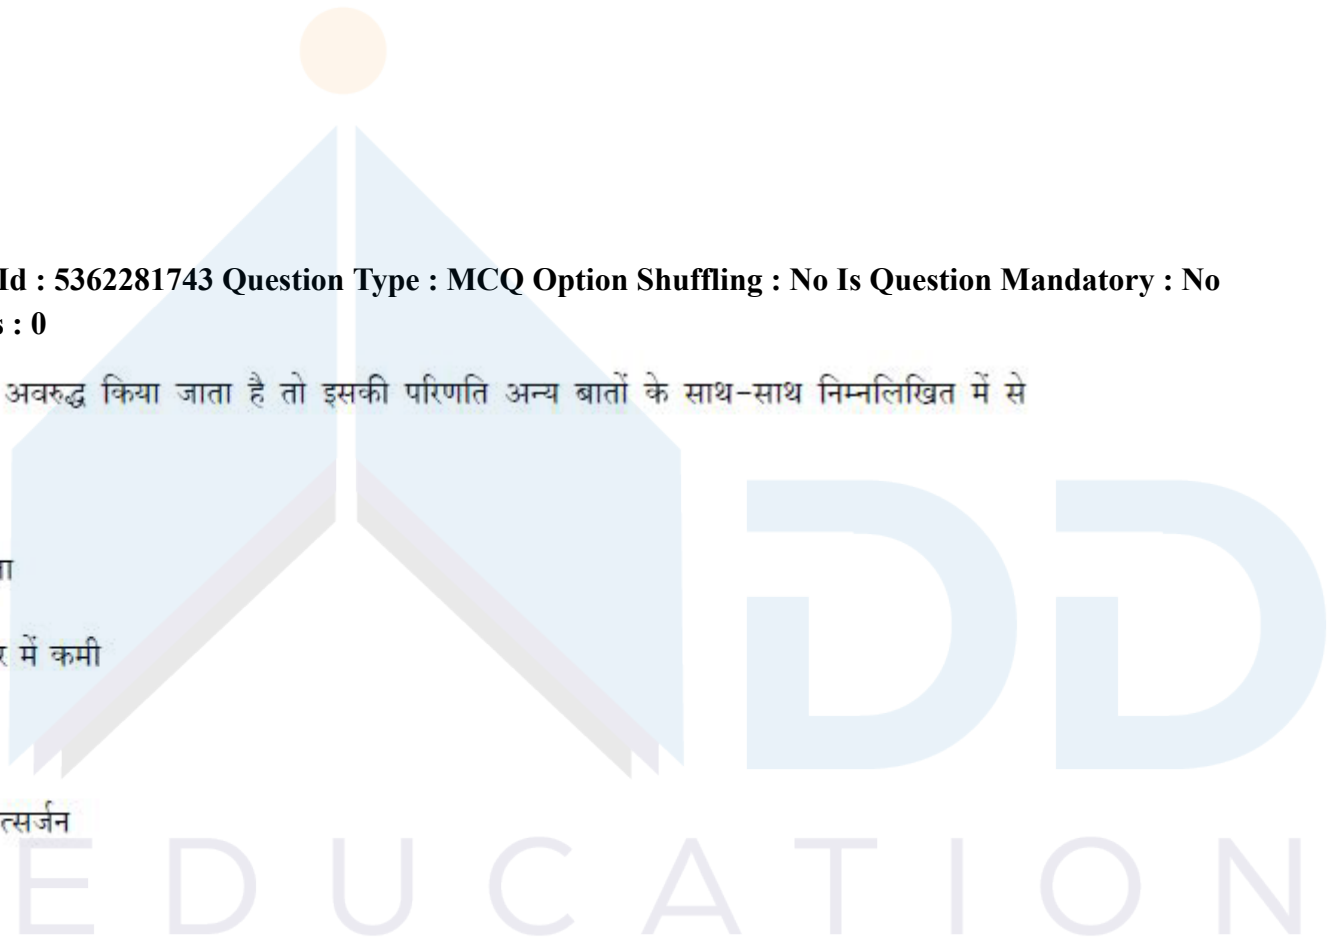 Id : 5362281743 Question Type : MCQ Option Shuffling : No Is Question Mandatory : No
s : 0
अवरुद्ध किया जाता है तो इसकी परिणति अन्य बातों के साथ-साथ निम्नलिखित में से
में कमी
त्सर्जन
EDUCATION